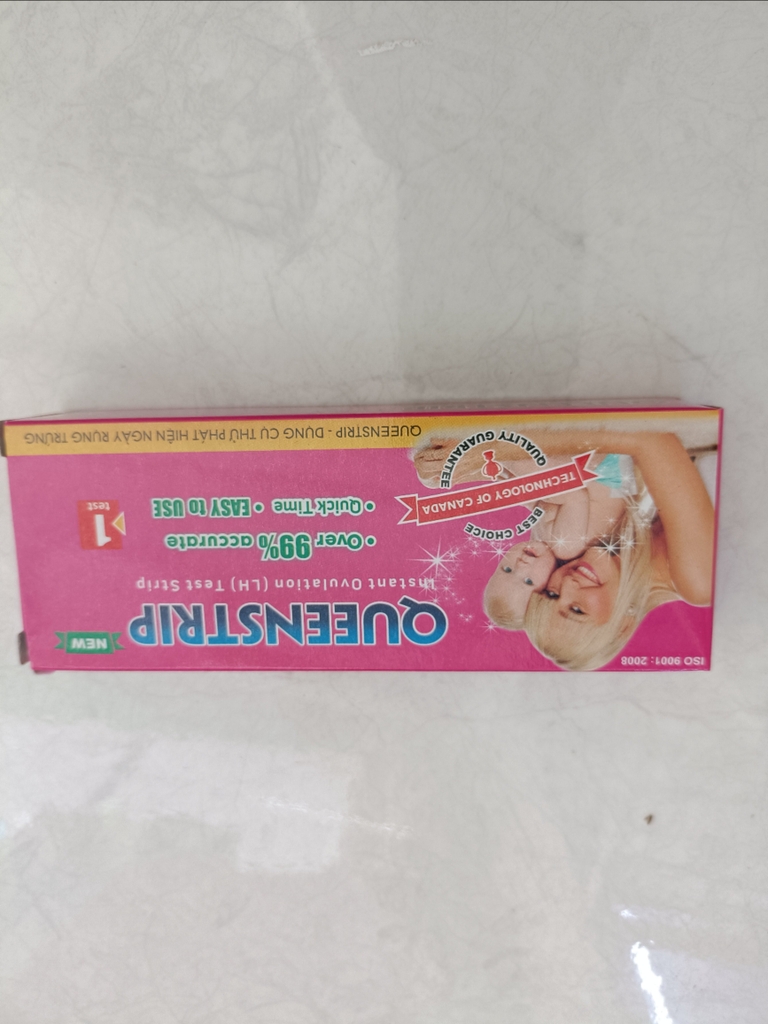 ISO 9001: 2008
QUEENSTRIP
NEW
Instant Ovulation (LH) Test Strip
• Over 99% accurate
• Quick Time • EASY to USE
1
test
BEST CHOICE
TECHNOLOGY OF CANADA
QUALITY GUARANTEE
QUEENSTRIP - DỤNG CỤ THỬ PHÁT HIỆN NGÀY RỤNG TRỨNG